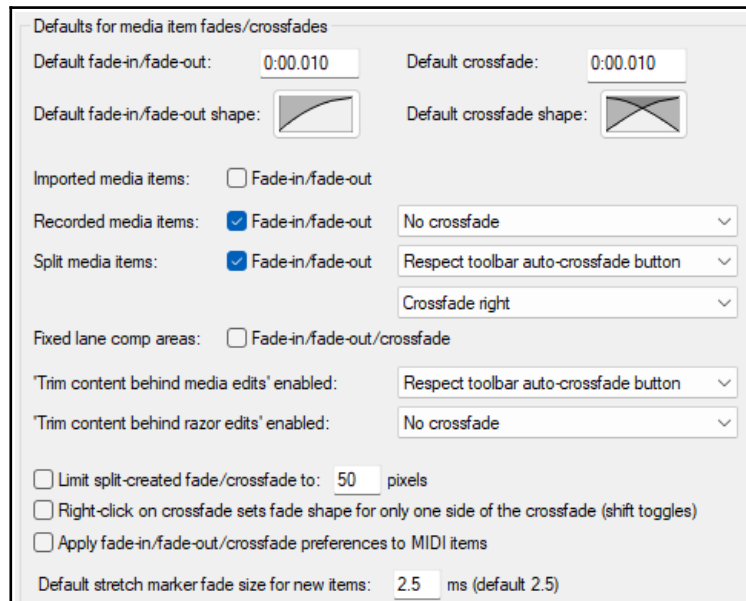 Defaults for media item fades/crossfades
Default fade-in/fade-out: 0:00.010 Default crossfade: 0:00.010
Default fade-in/fade-out shape: Default crossfade shape:
Imported media items: Fade-in/fade-out
Recorded media items: Fade-in/fade-out No crossfade
Split media items: Fade-in/fade-out Respect toolbar auto-crossfade button
Crossfade right
Fixed lane comp areas: Fade-in/fade-out/crossfade
'Trim content behind media edits' enabled: Respect toolbar auto-crossfade button
'Trim content behind razor edits' enabled: No crossfade
Limit split-created fade/crossfade to: 50 pixels
Right-click on crossfade sets fade shape for only one side of the crossfade (shift toggles)
Apply fade-in/fade-out/crossfade preferences to MIDI items
Default stretch marker fade size for new items: 2.5 ms (default 2.5)